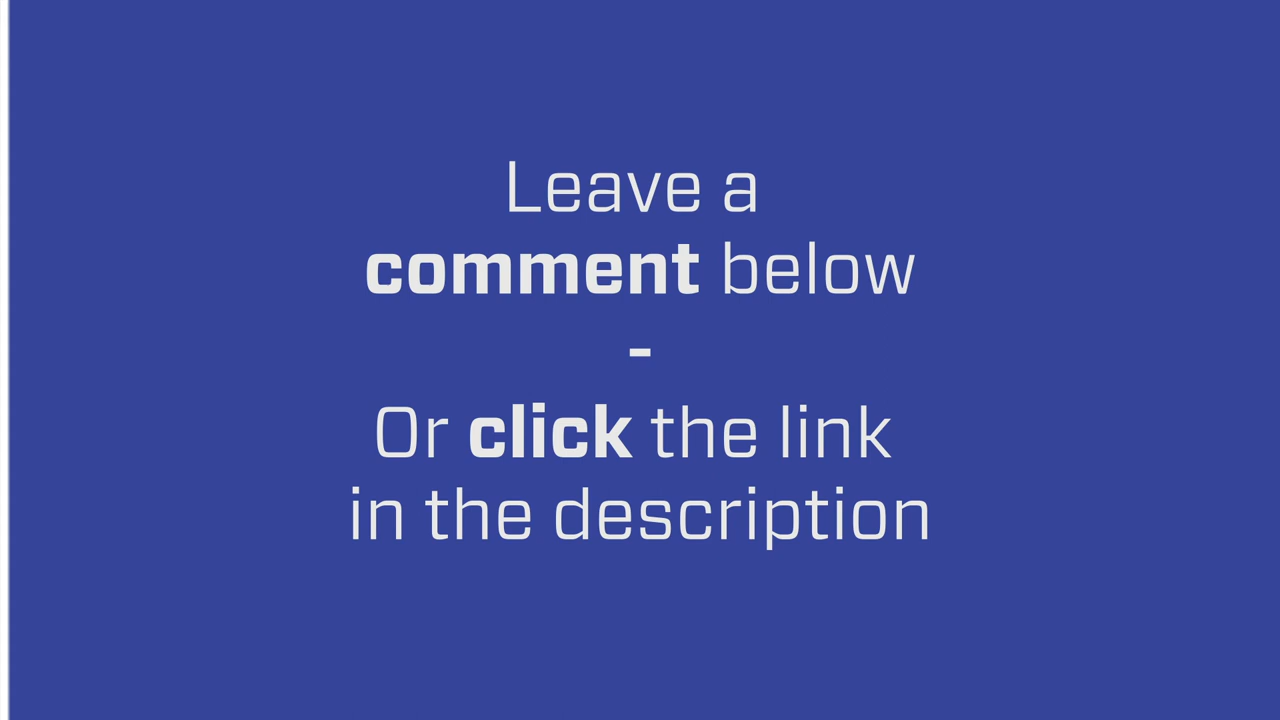 Leave a
comment below
-
Or click the link
in the description